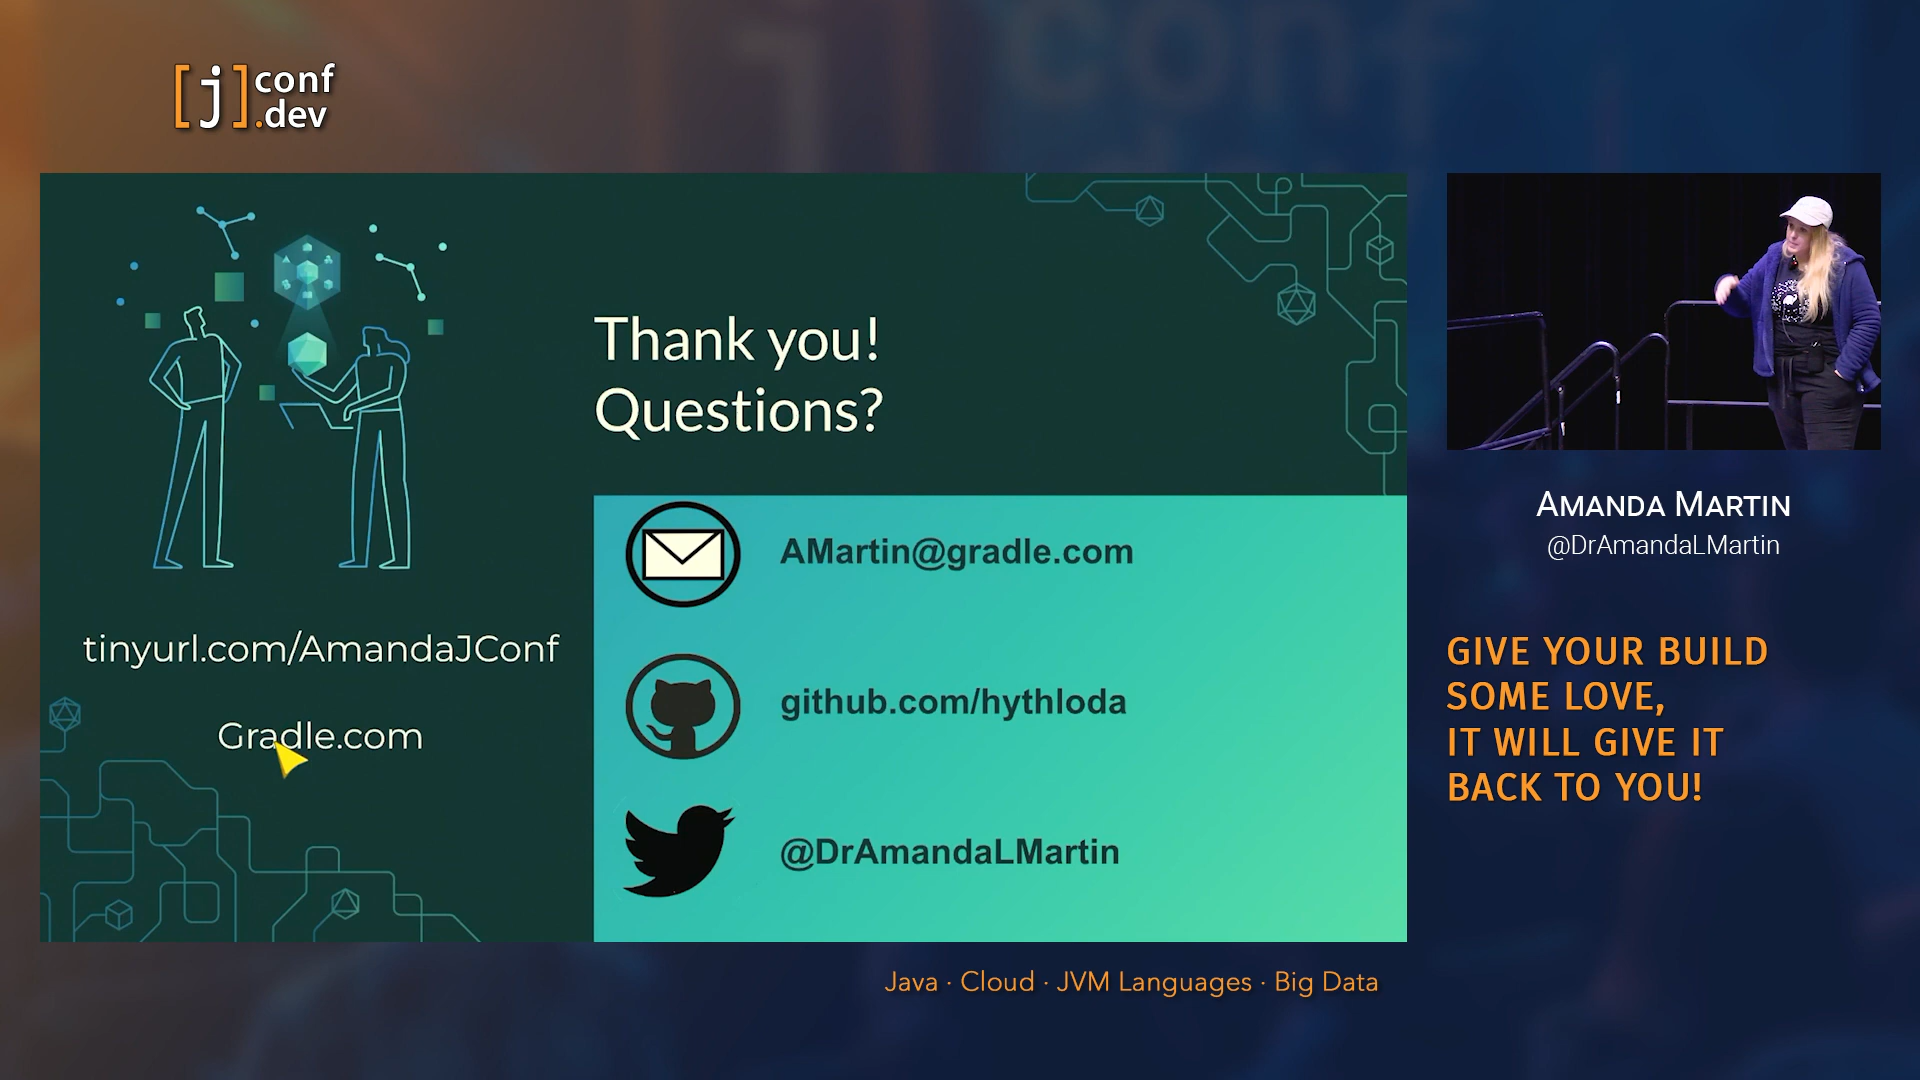 [j] conf
.dev
Thank you!
Questions?
AMartin@gradle.com
tinyurl.com/AmandaJConf
github.com/hythloda
Gradle.com
@DrAmandaLMartin
AMANDA MARTIN
@DrAmandaLMartin
GIVE YOUR BUILD
SOME LOVE,
IT WILL GIVE IT
BACK TO YOU!
Java · Cloud · JVM Languages · Big Data